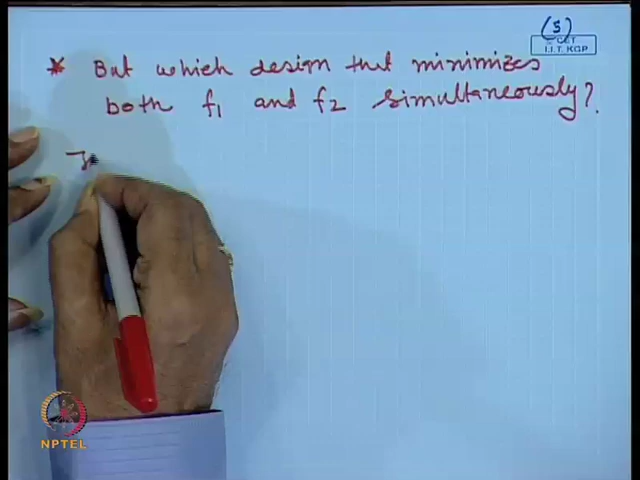 (5)
CET
I.I.T. KGP
* But which design that minimizes
both f1 and f2 simultaneously?
NPTEL